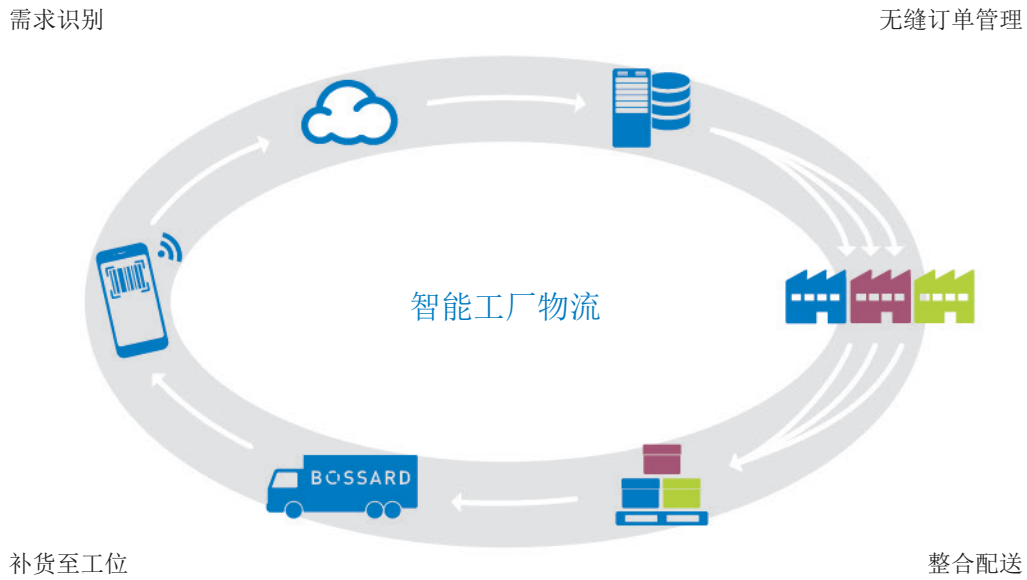 需求识别
无缝订单管理
智能工厂物流
BOSSARD
补货至工位
整合配送